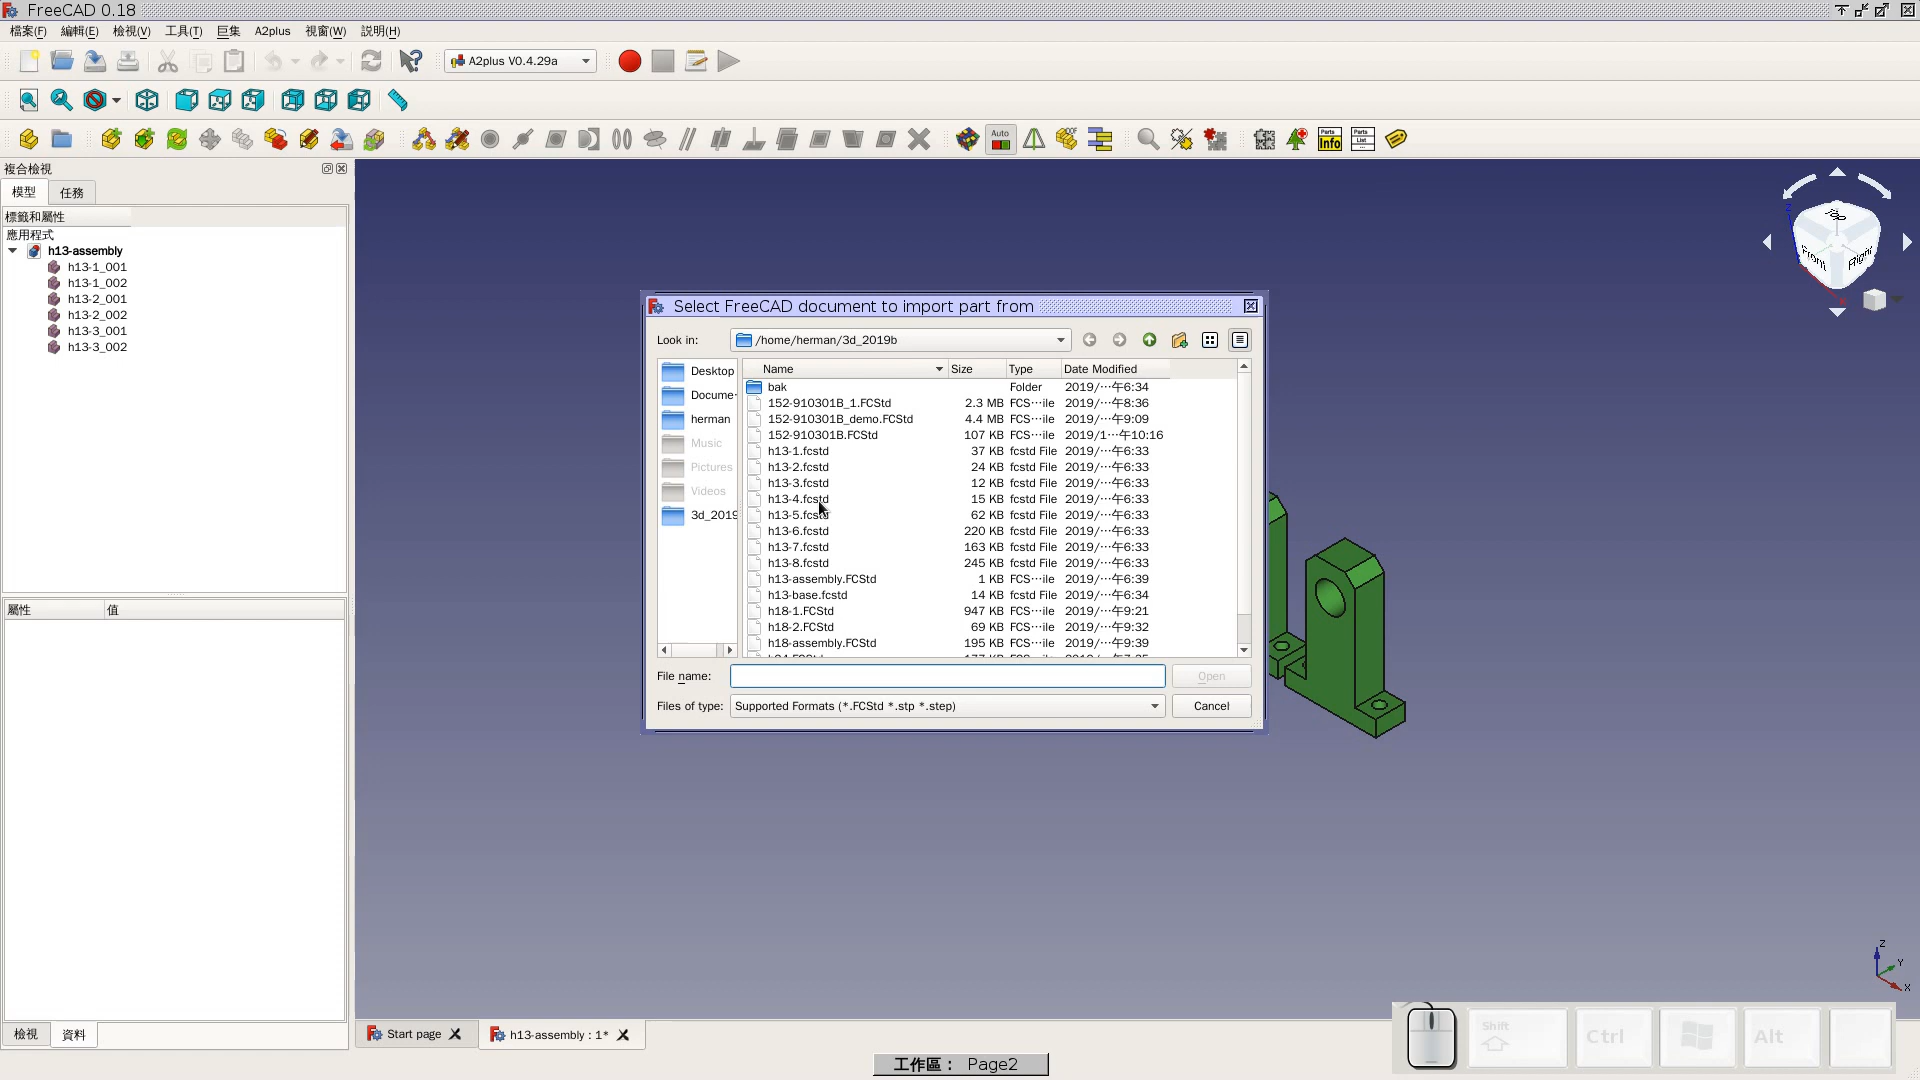 FreeCAD 0.18
檔案(F) 編輯(E) 檢視(V) 工具(T) 巨集 A2plus 視窗(W) 説明(H)
A2plus V0.4.29a
Auto
DOF
Parts Info
Parts List
複合檢視
模型 任務
標籤和屬性
應用程式
h13-assembly
h13-1_001
h13-1_002
h13-2_001
h13-2_002
h13-3_001
h13-3_002
屬性 值
檢視 資料
Select FreeCAD document to import part from
Look in: /home/herman/3d_2019b
Desktop
Docume
herman
Music
Pictures
Videos
3d_2019
Name Size Type Date Modified
bak Folder 2019/…午6:34
152-910301B_1.FCStd 2.3 MB FCS…ile 2019/…午8:36
152-910301B_demo.FCStd 4.4 MB FCS…ile 2019/…午9:09
152-910301B.FCStd 107 KB FCS…ile 2019/1…午10:16
h13-1.fcstd 37 KB fcstd File 2019/…午6:33
h13-2.fcstd 24 KB fcstd File 2019/…午6:33
h13-3.fcstd 12 KB fcstd File 2019/…午6:33
h13-4.fcstd 15 KB fcstd File 2019/…午6:33
h13-5.fcstd 62 KB fcstd File 2019/…午6:33
h13-6.fcstd 220 KB fcstd File 2019/…午6:33
h13-7.fcstd 163 KB fcstd File 2019/…午6:33
h13-8.fcstd 245 KB fcstd File 2019/…午6:33
h13-assembly.FCStd 1 KB FCS…ile 2019/…午6:39
h13-base.fcstd 14 KB fcstd File 2019/…午6:34
h18-1.FCStd 947 KB FCS…ile 2019/…午9:21
h18-2.FCStd 69 KB FCS…ile 2019/…午9:32
h18-assembly.FCStd 195 KB FCS…ile 2019/…午9:39
File name: Open
Files of type: Supported Formats (*.FCStd *.stp *.step) Cancel
Top
Front
Right
Z
X
Z
Y
X
Start page h13-assembly : 1*
Shift Ctrl Alt
工作區： Page2